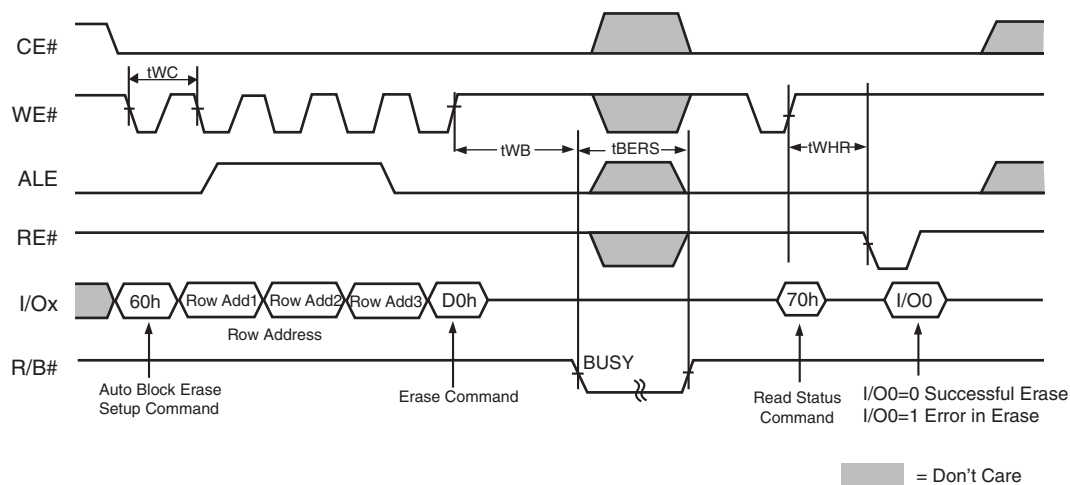 CE#
tWC
WE#
tWB
tBERS
tWHR
ALE
RE#
I/Ox
60h
Row Add1
Row Add2
Row Add3
D0h
70h
I/O0
Row Address
R/B#
BUSY
Auto Block Erase
Setup Command
Erase Command
Read Status
Command
I/O0=0 Successful Erase
I/O0=1 Error in Erase
= Don't Care